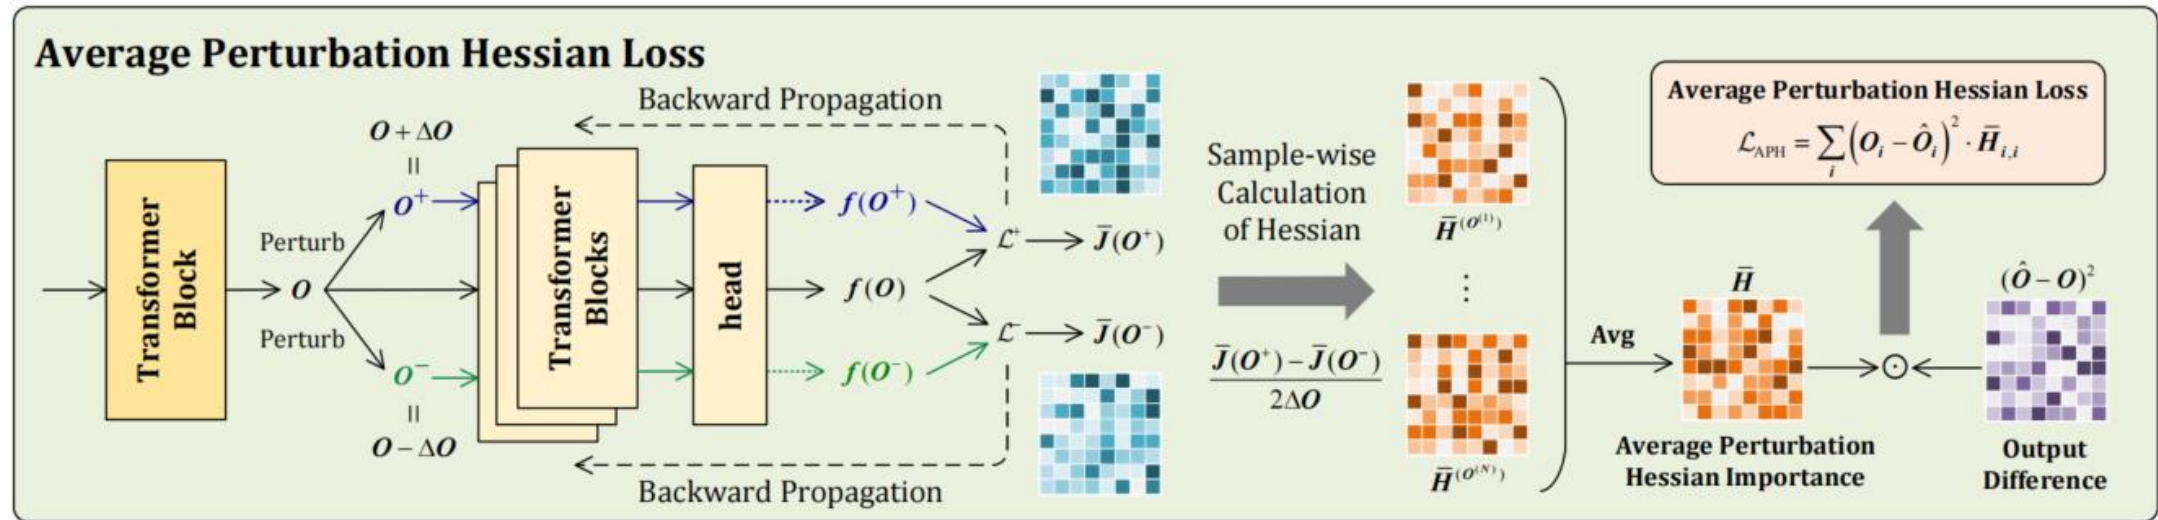 Average Perturbation Hessian Loss
Transformer
Block
O
Perturb
Perturb
O + ΔO
=
O⁺
O⁻
=
O − ΔO
Transformer
Blocks
head
Backward Propagation
f(O⁺)
f(O)
f(O⁻)
ℒ⁺
J̄(O⁺)
ℒ⁻
J̄(O⁻)
Backward Propagation
Sample-wise
Calculation
of Hessian
J̄(O⁺) − J̄(O⁻)
2ΔO
H̄^(O^(1))
⋮
H̄^(O^(N))
Avg
H̄
Average Perturbation
Hessian Importance
⊙
Average Perturbation Hessian Loss
ℒ_APH = ∑_i (O_i − Ô_i)² · H̄_i,i
(Ô − O)²
Output
Difference